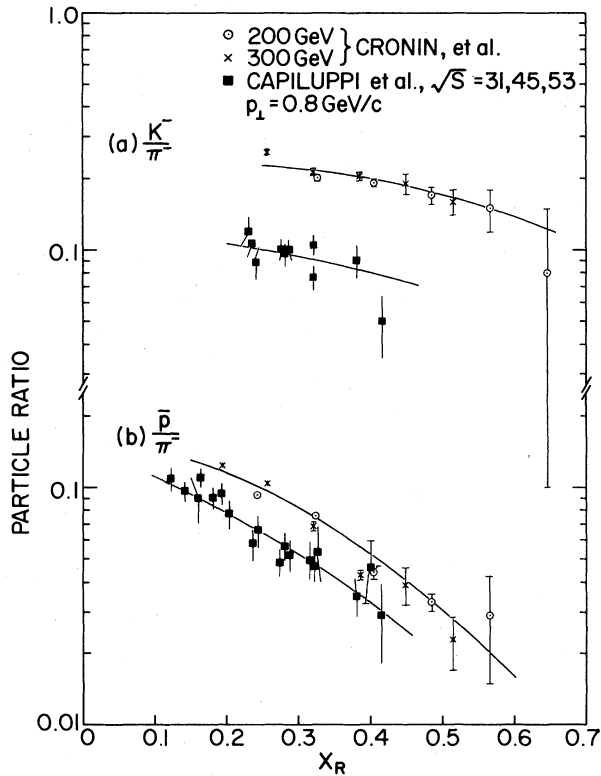 1.0
⊙ 200 GeV } CRONIN, et al.
× 300 GeV
■ CAPILUPPI et al., √S = 31,45,53
p⊥ = 0.8 GeV/c
(a) K⁻/π⁻
0.1
PARTICLE RATIO
(b) p̄/π⁻
0.1
0.01
0 0.1 0.2 0.3 0.4 0.5 0.6 0.7
X_R